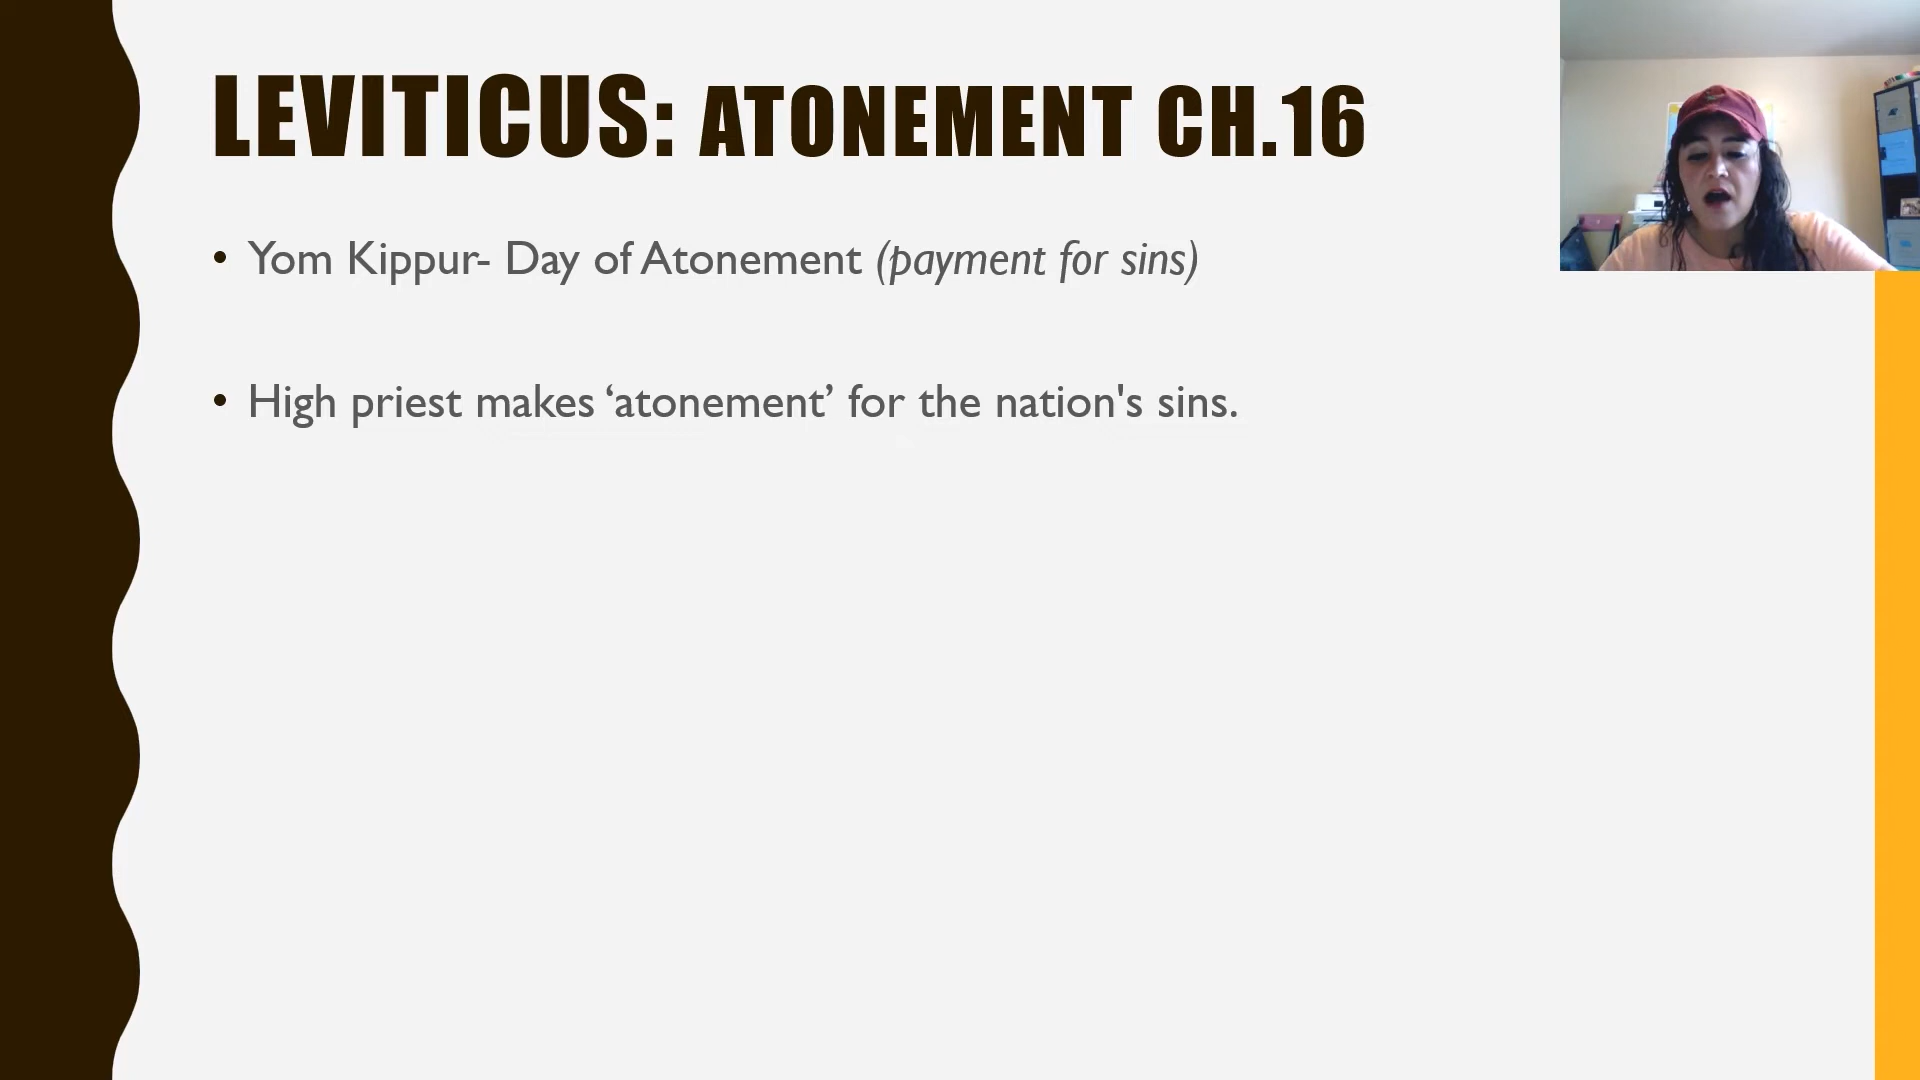 LEVITICUS: ATONEMENT CH.16
• Yom Kippur- Day of Atonement (payment for sins)
• High priest makes ‘atonement’ for the nation's sins.